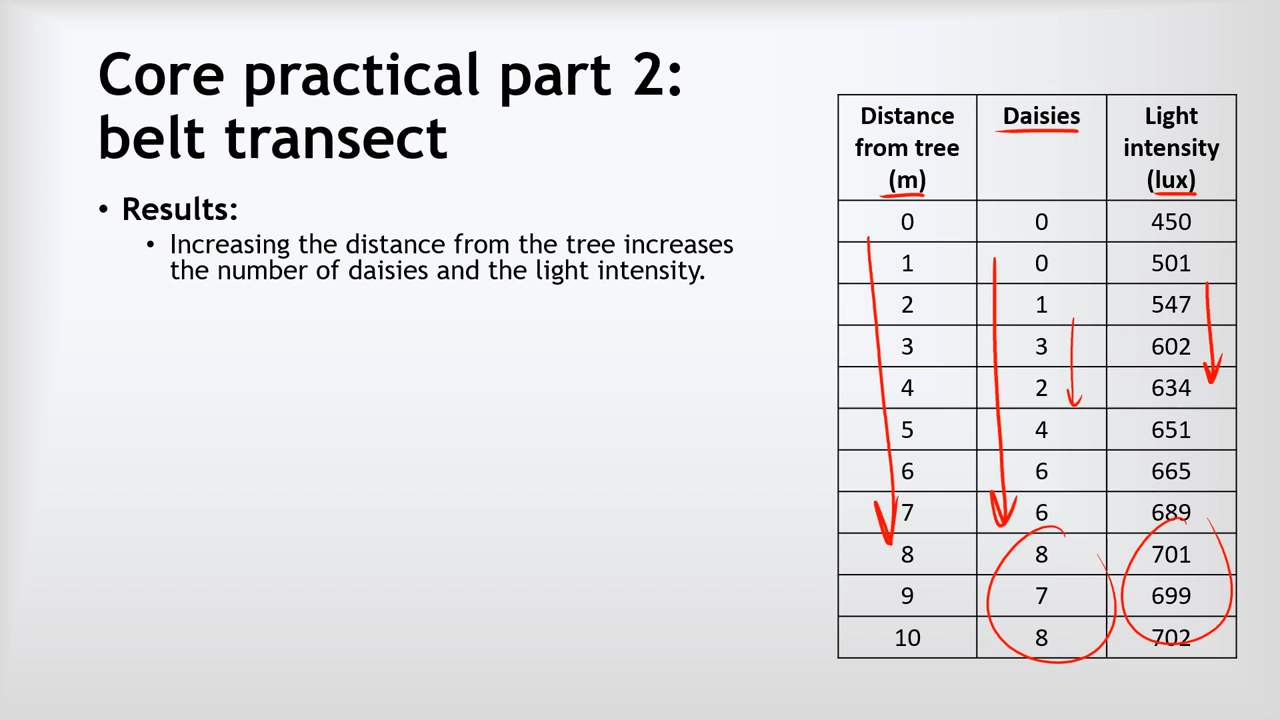 Core practical part 2:
belt transect
• Results:
• Increasing the distance from the tree increases
the number of daisies and the light intensity.
Distance from tree (m) Daisies Light intensity (lux)
0 0 450
1 0 501
2 1 547
3 3 602
4 2 634
5 4 651
6 6 665
7 6 689
8 8 701
9 7 699
10 8 702